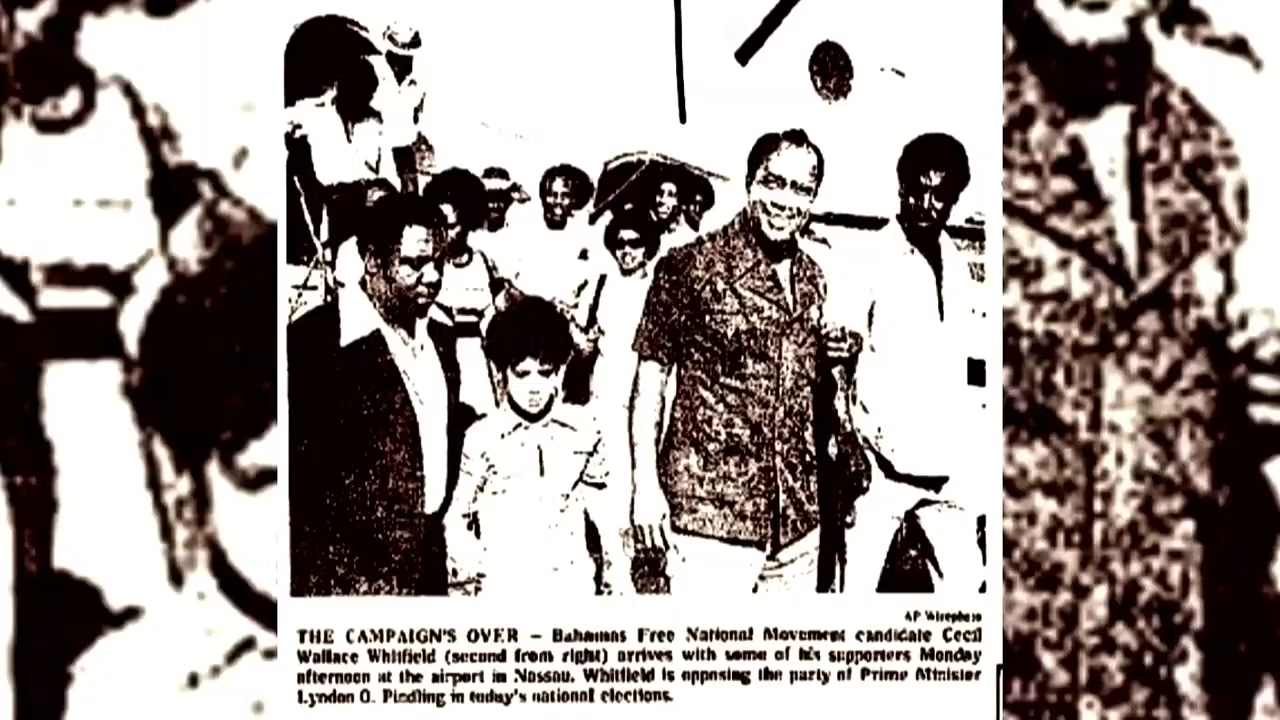 AP Wirephoto
THE CAMPAIGN'S OVER — Bahamas Free National Movement candidate Cecil
Wallace Whitfield (second from right) arrives with some of his supporters Monday
afternoon at the airport in Nassau. Whitfield is opposing the party of Prime Minister
Lyndon O. Pindling in today's national elections.